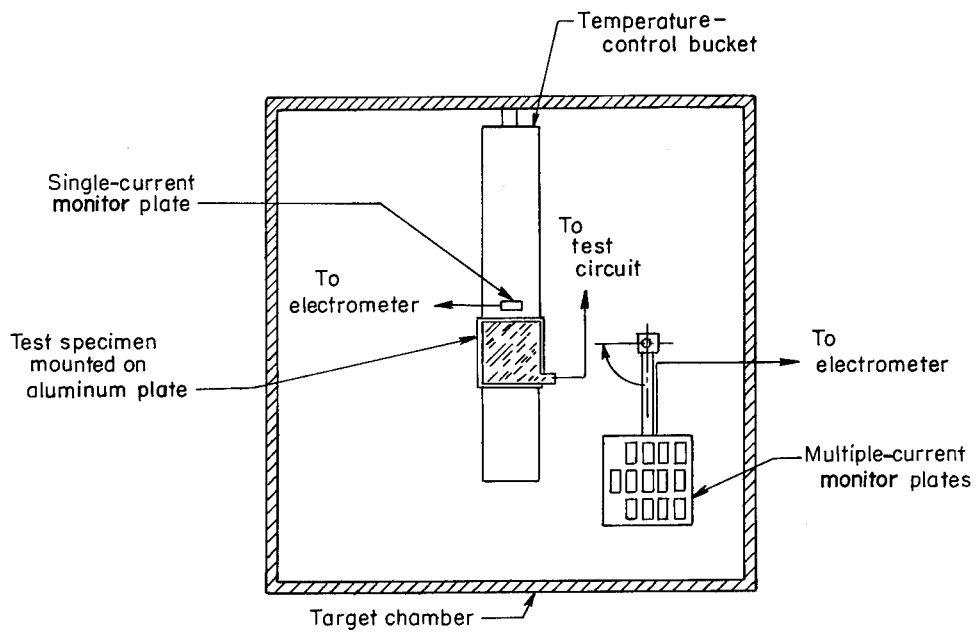 Temperature-
control bucket
Single-current
monitor plate
To
test
circuit
To
electrometer
Test specimen
mounted on
aluminum plate
To
electrometer
Multiple-current
monitor plates
Target chamber